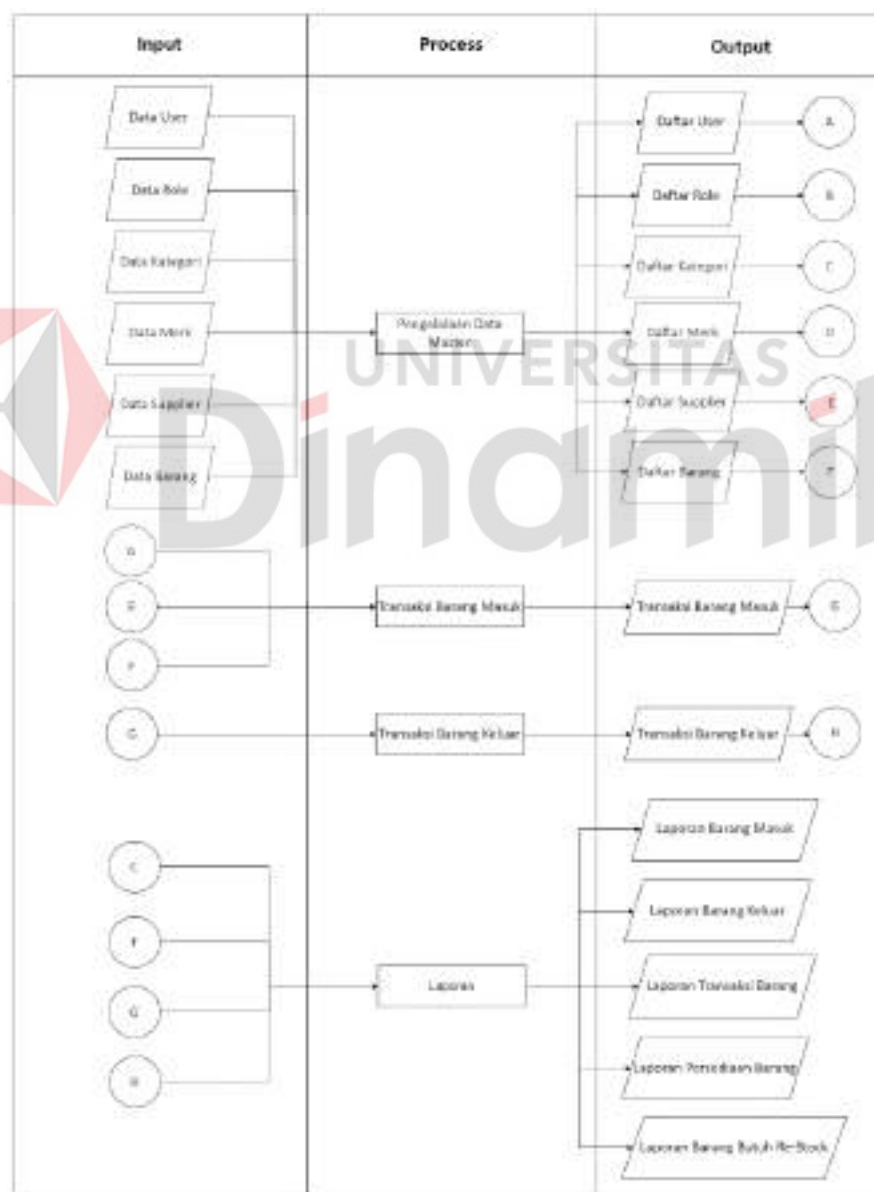 Input
Process
Output
Data User
Data Role
Data Kategori
Data Merk
Data Supplier
Data Barang
Pengelolaan Data
Master
Daftar User
A
Daftar Role
B
Daftar Kategori
C
Daftar Merk
D
Daftar Supplier
E
Daftar Barang
F
UNIVERSITAS
Dinami
E
F
Transaksi Barang Masuk
Transaksi Barang Masuk
G
G
Transaksi Barang Keluar
Transaksi Barang Keluar
H
C
F
G
H
Laporan
Laporan Barang Masuk
Laporan Barang Keluar
Laporan Transaksi Barang
Laporan Persediaan Barang
Laporan Barang Butuh Re-Stock